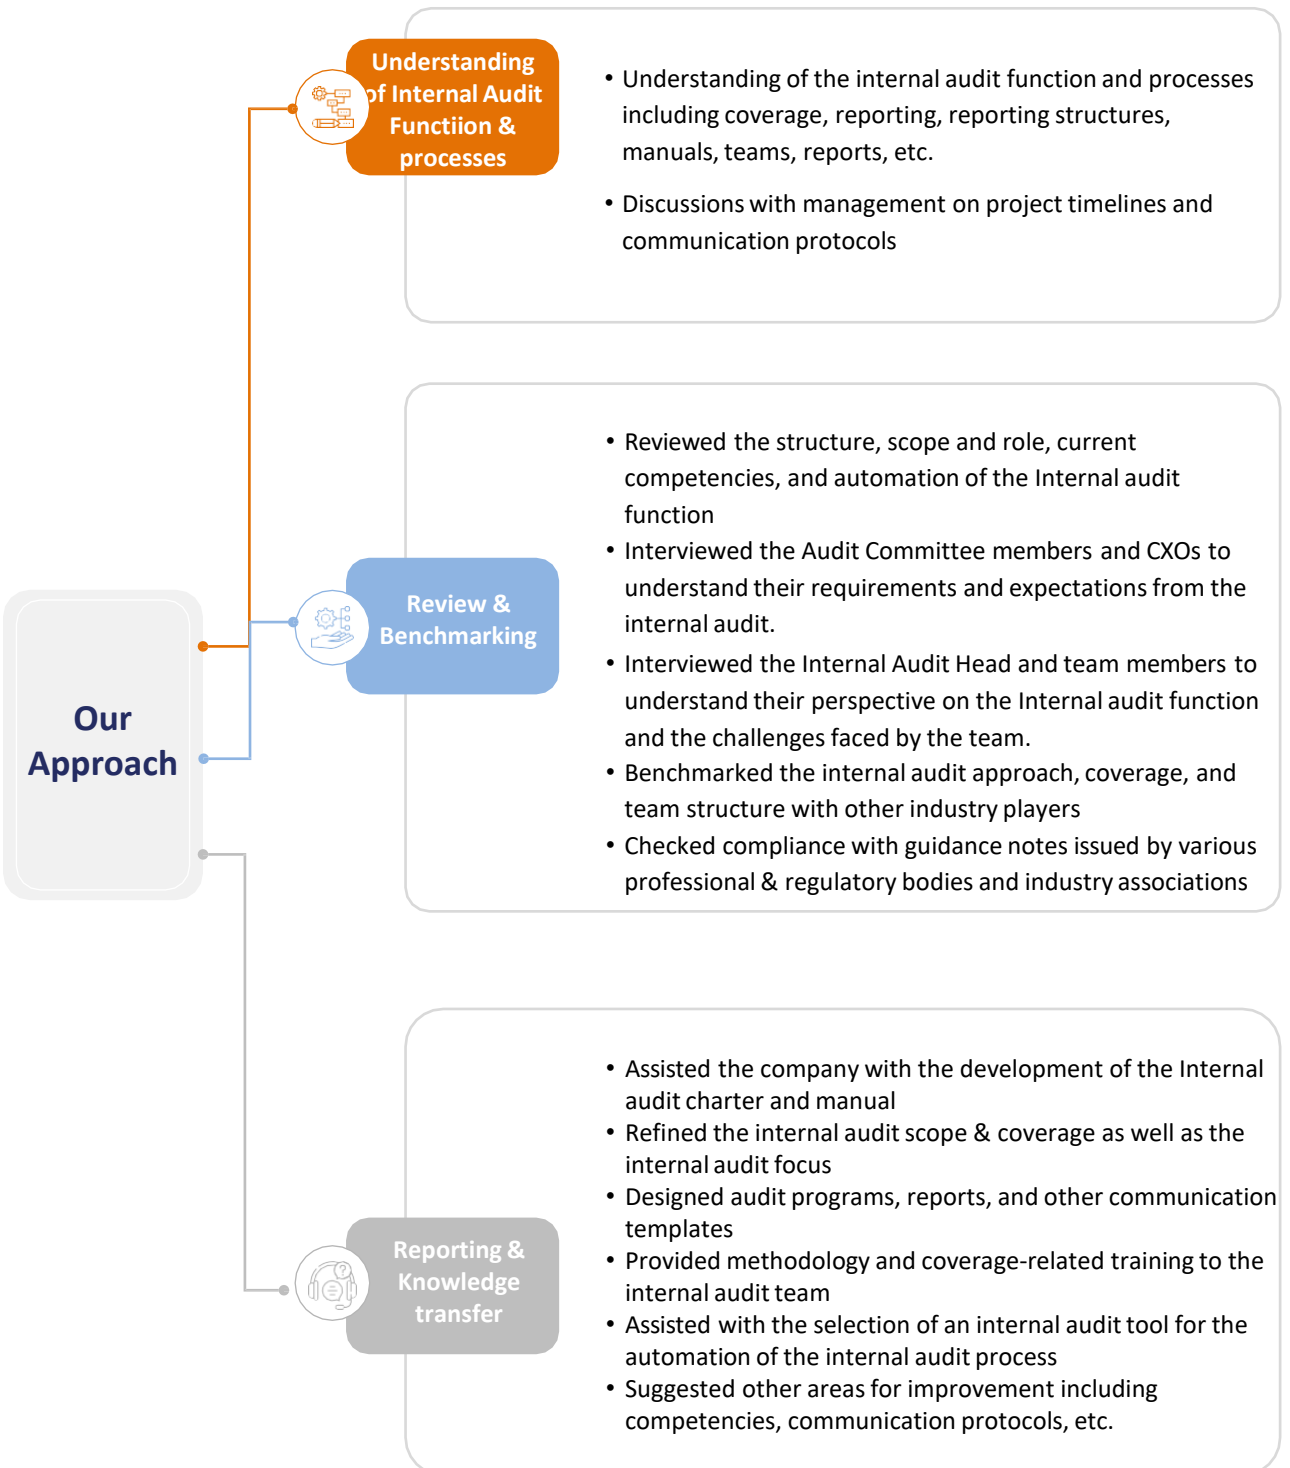 Our
Approach
Understanding
of Internal Audit
Functiion &
processes
• Understanding of the internal audit function and processes
including coverage, reporting, reporting structures,
manuals, teams, reports, etc.
• Discussions with management on project timelines and
communication protocols
Review &
Benchmarking
• Reviewed the structure, scope and role, current
competencies, and automation of the Internal audit
function
• Interviewed the Audit Committee members and CXOs to
understand their requirements and expectations from the
internal audit.
• Interviewed the Internal Audit Head and team members to
understand their perspective on the Internal audit function
and the challenges faced by the team.
• Benchmarked the internal audit approach, coverage, and
team structure with other industry players
• Checked compliance with guidance notes issued by various
professional & regulatory bodies and industry associations
Reporting &
Knowledge
transfer
• Assisted the company with the development of the Internal
audit charter and manual
• Refined the internal audit scope & coverage as well as the
internal audit focus
• Designed audit programs, reports, and other communication
templates
• Provided methodology and coverage-related training to the
internal audit team
• Assisted with the selection of an internal audit tool for the
automation of the internal audit process
• Suggested other areas for improvement including
competencies, communication protocols, etc.